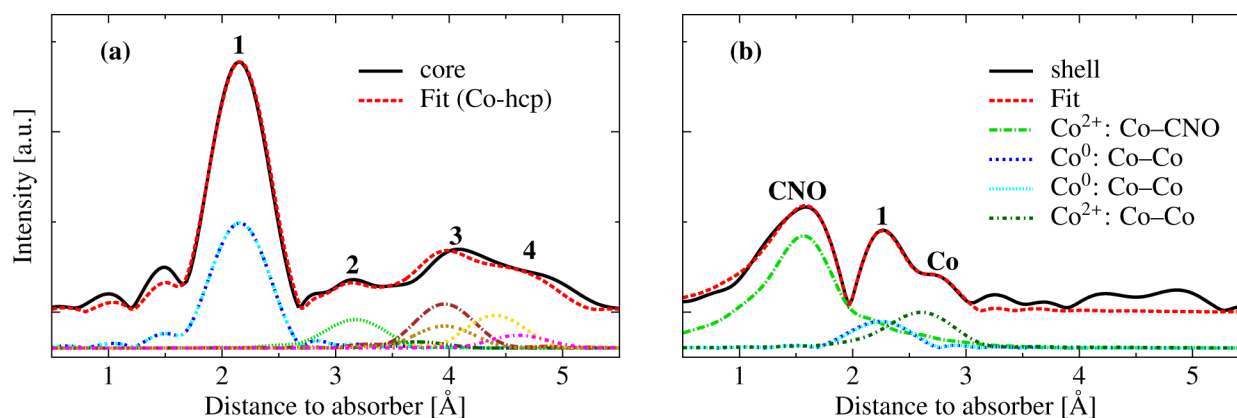 (a)
1
core
Fit (Co-hcp)
2
3
4
Intensity [a.u.]
1 2 3 4 5
Distance to absorber [Å]
(b)
shell
Fit
Co2+: Co–CNO
Co0: Co–Co
Co0: Co–Co
Co2+: Co–Co
CNO
1
Co
1 2 3 4 5
Distance to absorber [Å]